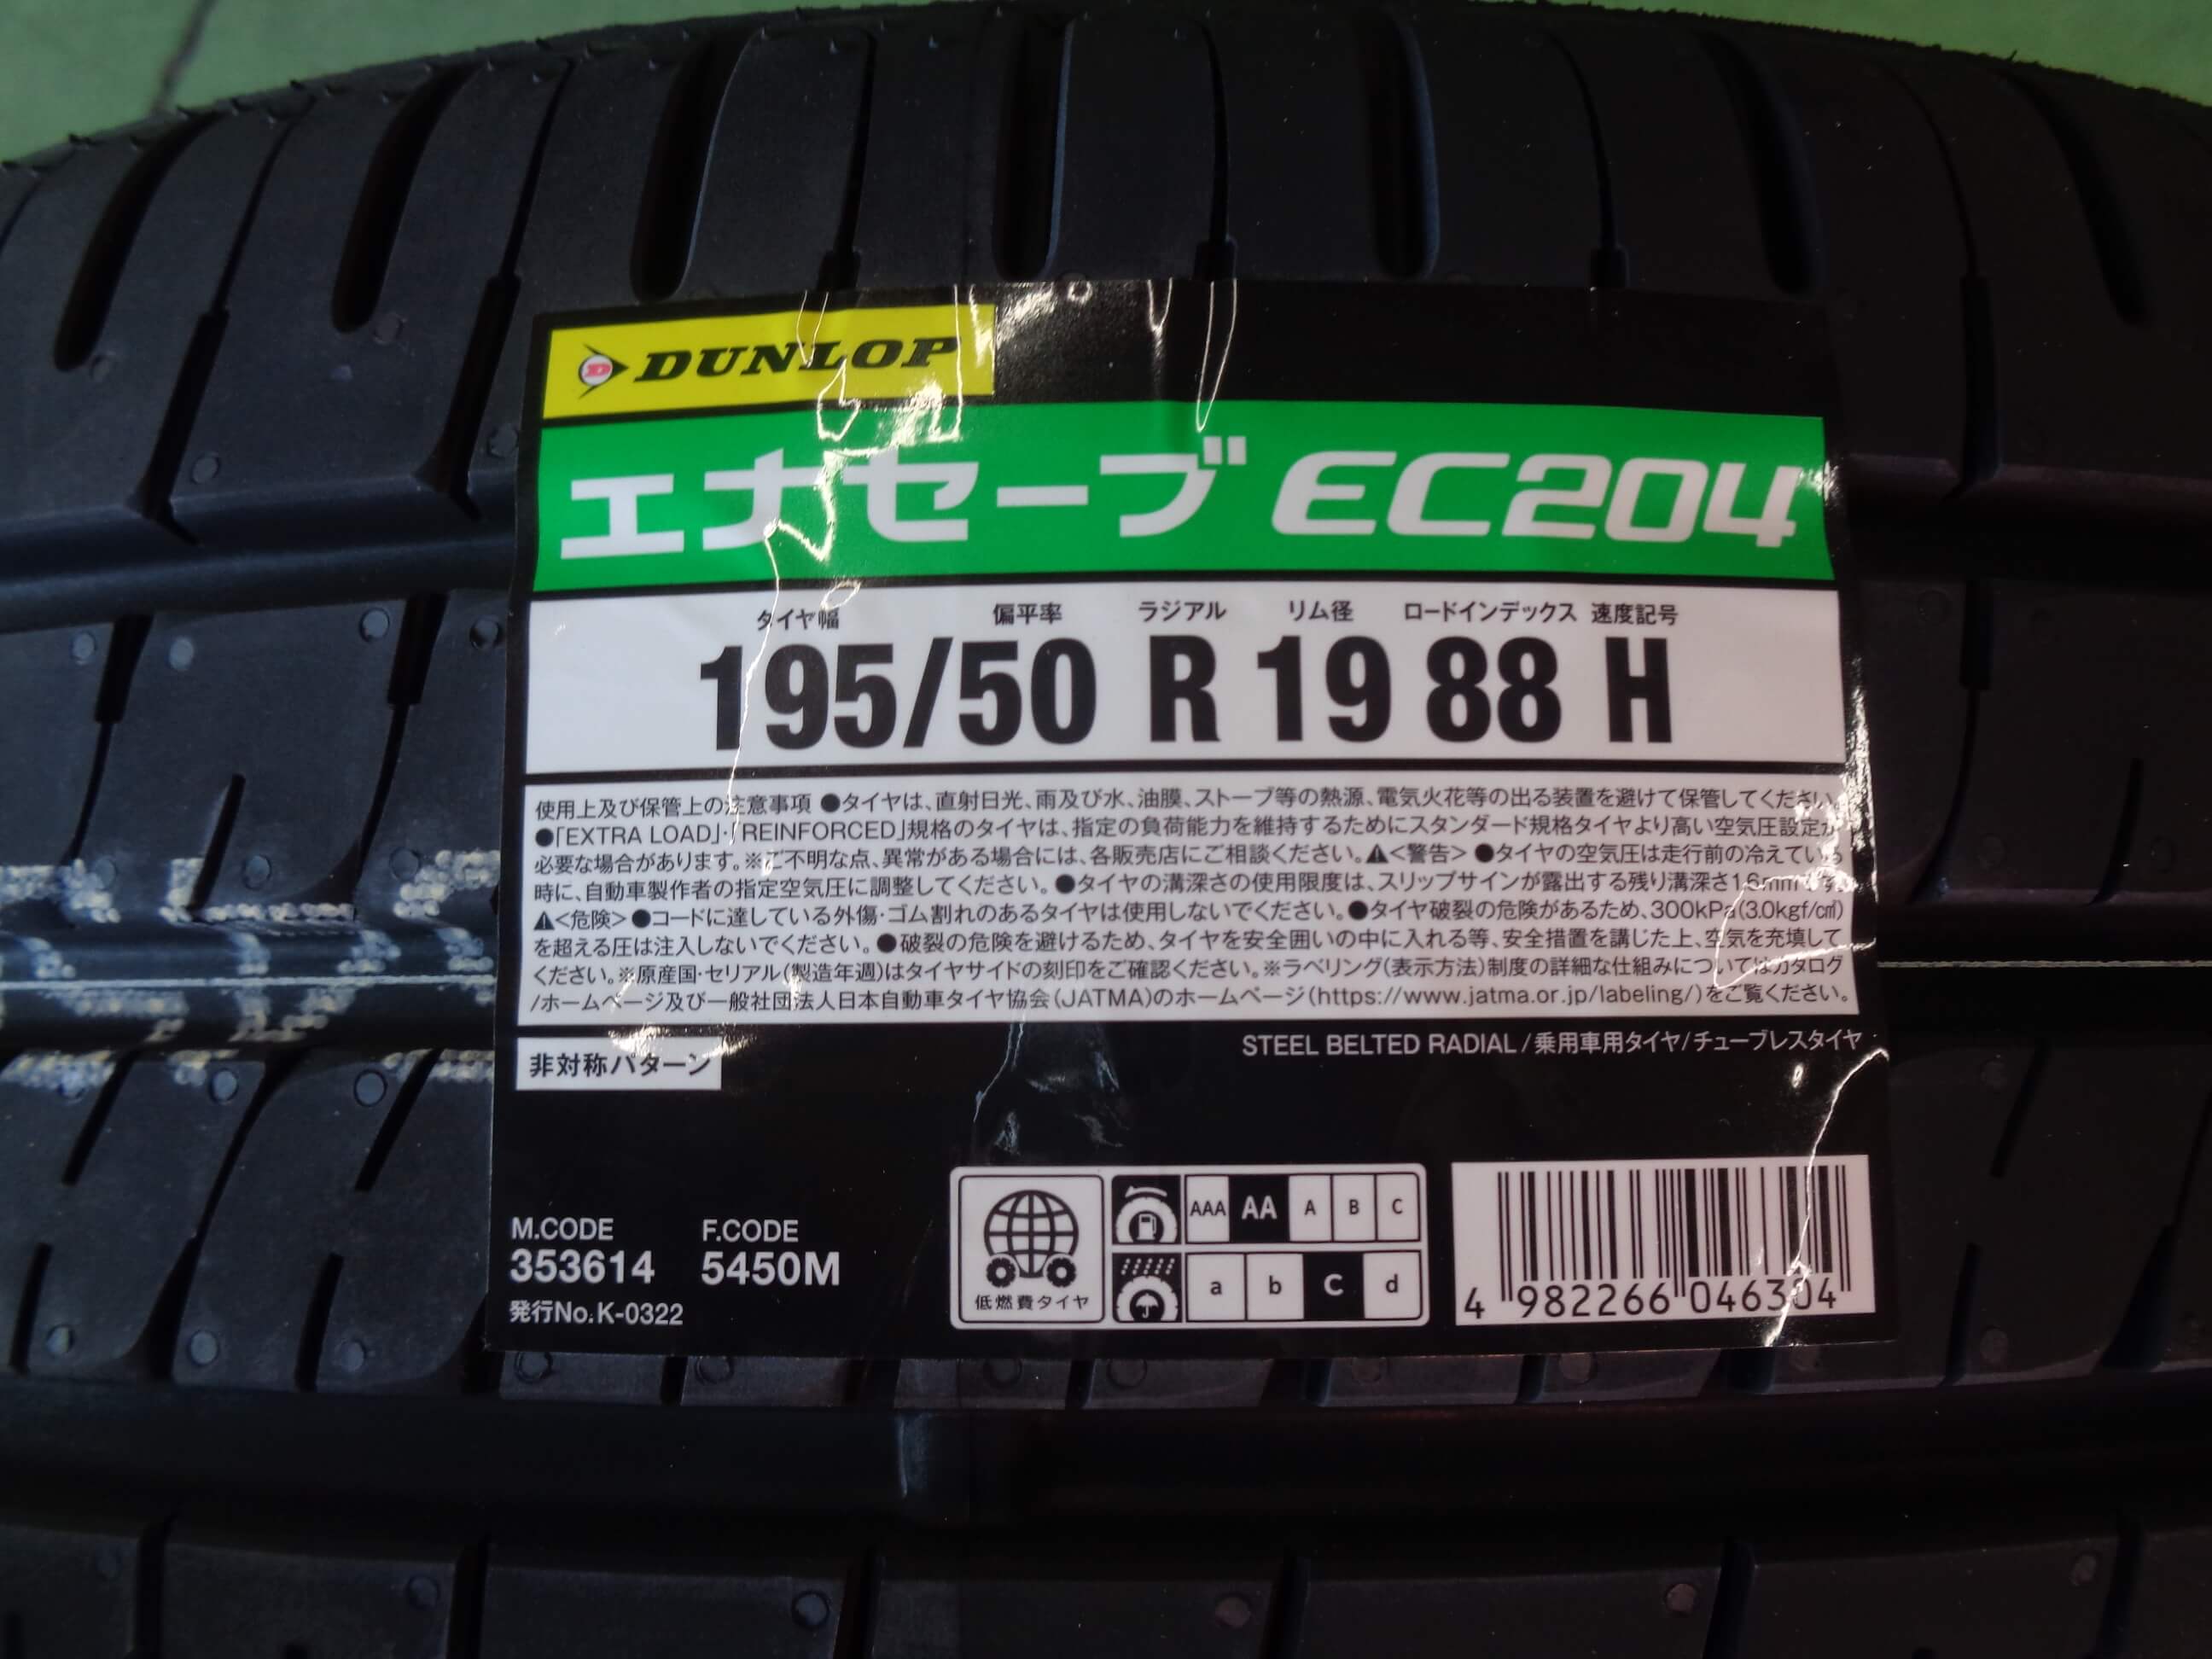 DUNLOP
エナセーブ EC204
タイヤ幅 偏平率 ラジアル リム径 ロードインデックス 速度記号
195/50 R 19 88 H
使用上及び保管上の注意事項 ●タイヤは、直射日光、雨及び水、油膜、ストーブ等の熱源、電気火花等の出る装置を避けて保管してください。
●「EXTRA LOAD」・「REINFORCED」規格のタイヤは、指定の負荷能力を維持するためにスタンダード規格タイヤより高い空気圧設定が
必要な場合があります。※ご不明な点、異常がある場合には、各販売店にご相談ください。⚠<警告> ●タイヤの空気圧は走行前の冷えている
時に、自動車製作者の指定空気圧に調整してください。●タイヤの溝深さの使用限度は、スリップサインが露出する残り溝深さ1.6mmです。
⚠<危険> ●コードに達している外傷・ゴム割れのあるタイヤは使用しないでください。●タイヤ破裂の危険があるため、300kPa(3.0kgf/c㎡)
を超える圧は注入しないでください。●破裂の危険を避けるため、タイヤを安全囲いの中に入れる等、安全措置を講じた上、空気を充填して
ください。※原産国・セリアル(製造年週)はタイヤサイドの刻印をご確認ください。※ラベリング(表示方法)制度の詳細な仕組みについてはカタログ
/ホームページ及び一般社団法人日本自動車タイヤ協会(JATMA)のホームページ(https://www.jatma.or.jp/labeling/)をご覧ください。
STEEL BELTED RADIAL/乗用車用タイヤ/チューブレスタイヤ
非対称パターン
M.CODE F.CODE
353614 5450M
発行No.K-0322
低燃費タイヤ
AAA AA A B C
a b c d
4 982266 046304